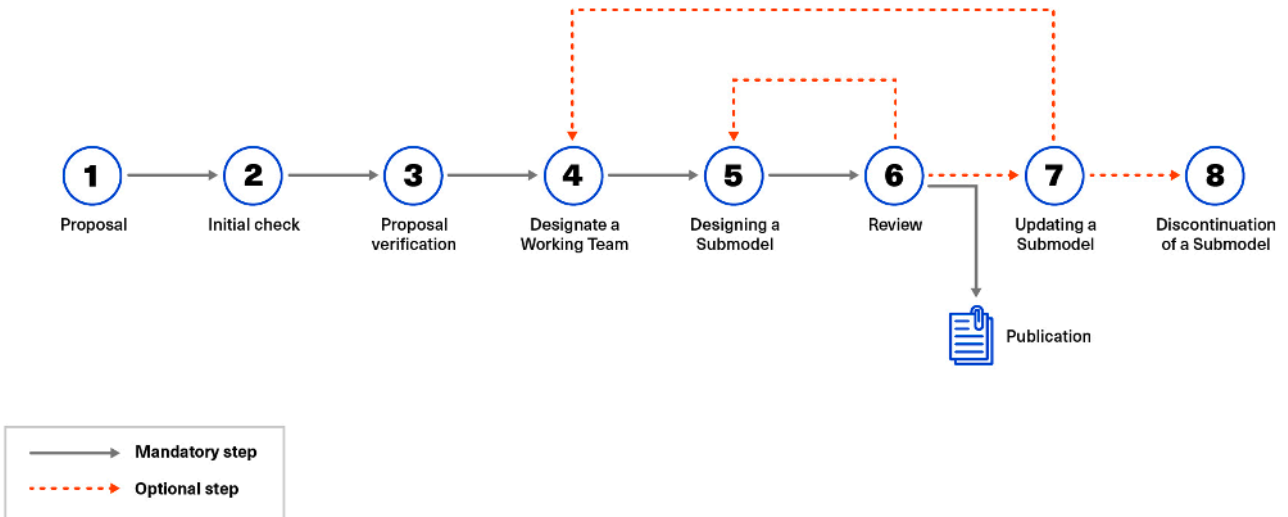 1
2
3
4
5
6
7
8
Proposal
Initial check
Proposal
verification
Designate a
Working Team
Designing a
Submodel
Review
Updating a
Submodel
Discontinuation
of a Submodel
Publication
Mandatory step
Optional step